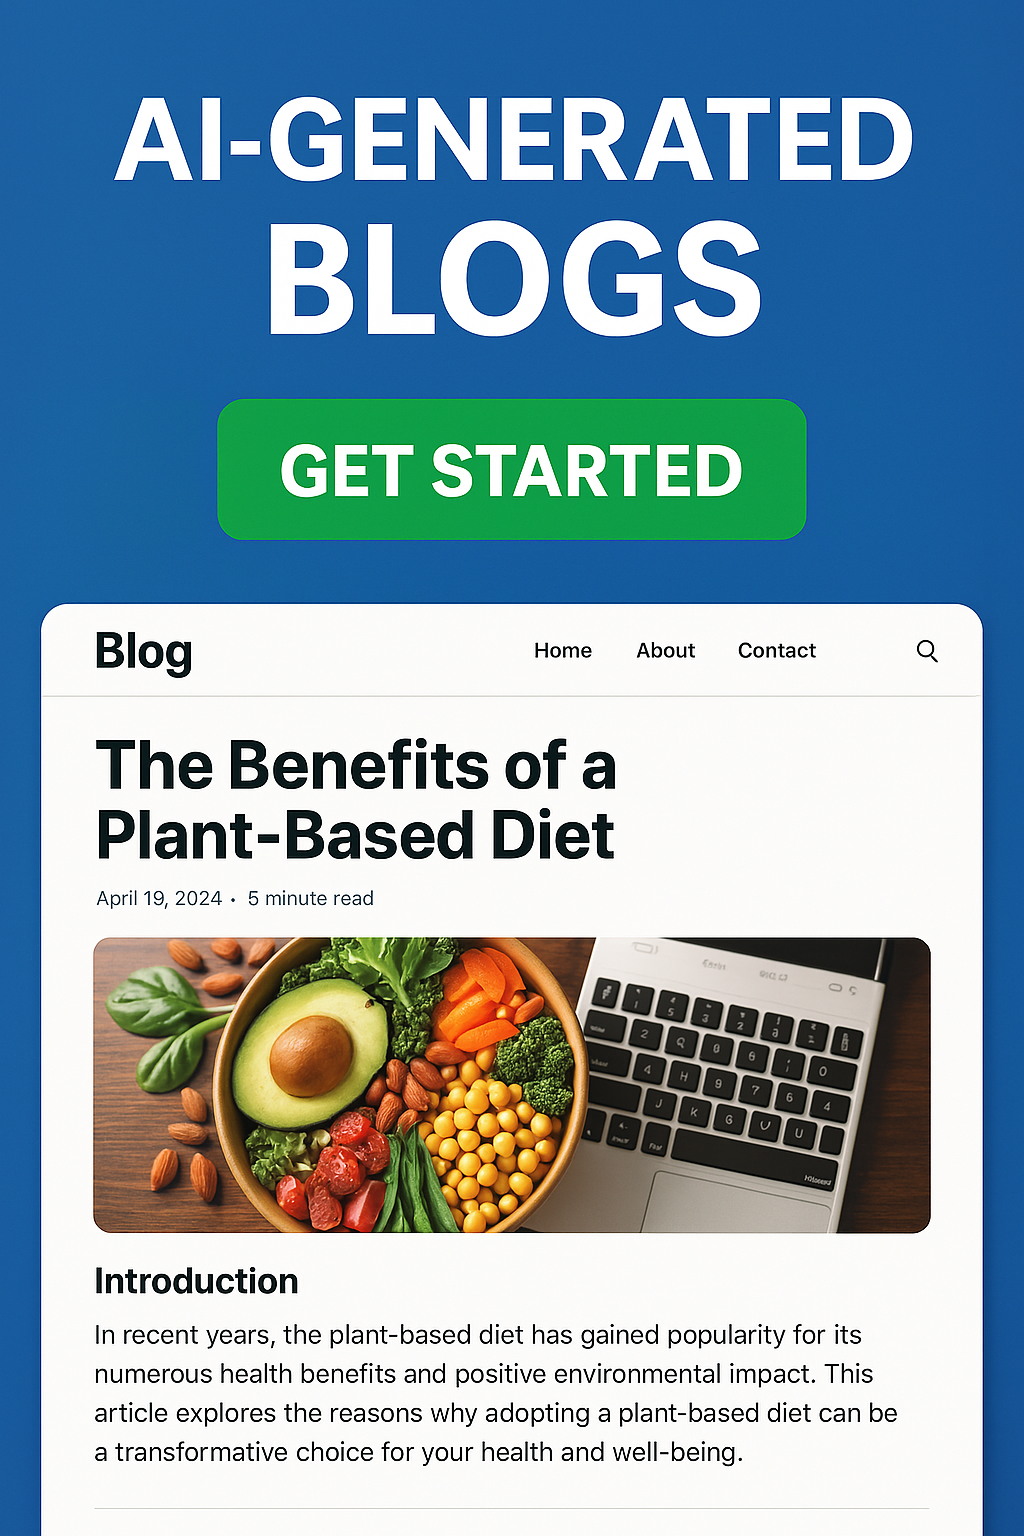 AI-GENERATED
BLOGS
GET STARTED
Blog
Home About Contact
The Benefits of a
Plant-Based Diet
April 19, 2024 • 5 minute read
Introduction
In recent years, the plant-based diet has gained popularity for its
numerous health benefits and positive environmental impact. This
article explores the reasons why adopting a plant-based diet can be
a transformative choice for your health and well-being.